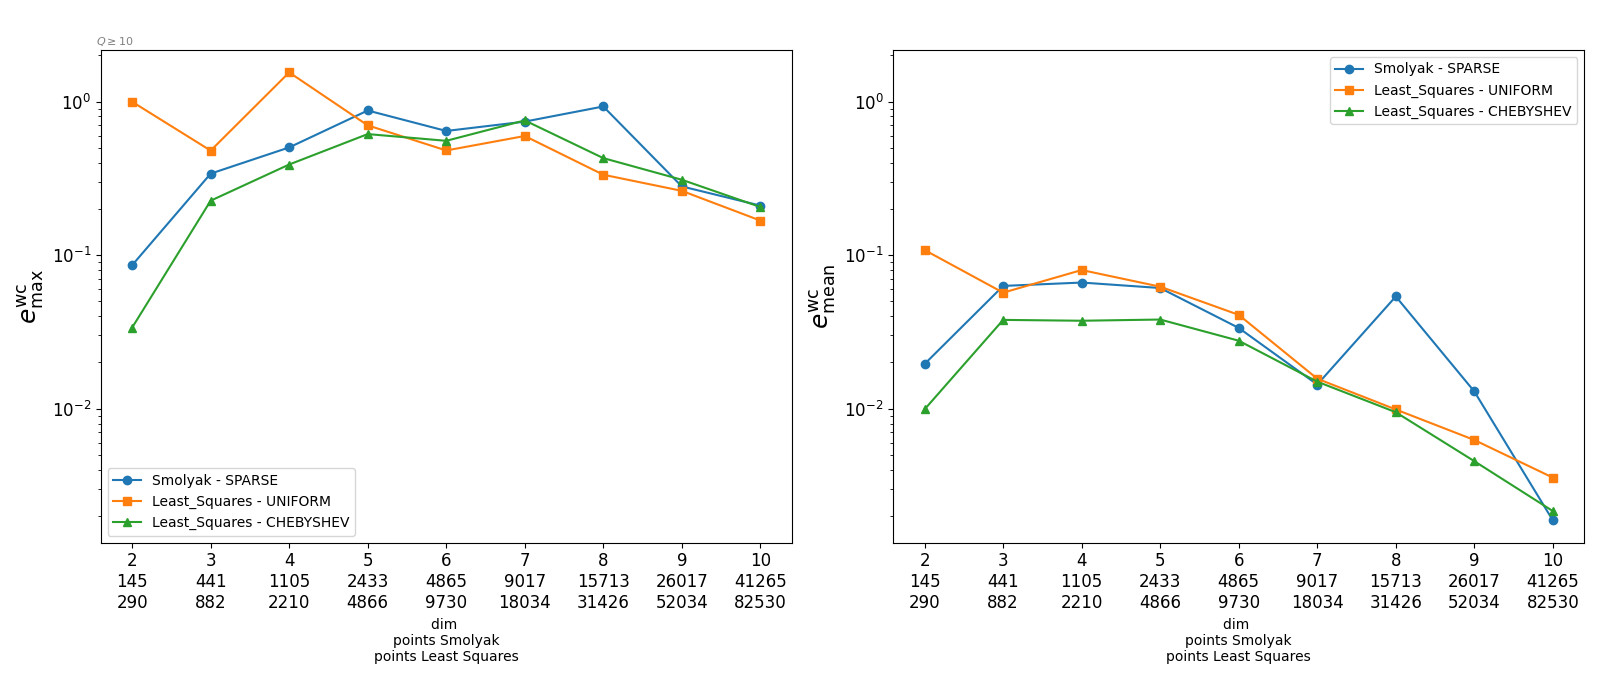 Q ≥ 10
10⁰
10⁻¹
10⁻²
e^wc_max
Smolyak - SPARSE
Least_Squares - UNIFORM
Least_Squares - CHEBYSHEV
2 3 4 5 6 7 8 9 10
145 441 1105 2433 4865 9017 15713 26017 41265
290 882 2210 4866 9730 18034 31426 52034 82530
dim
points Smolyak
points Least Squares
Smolyak - SPARSE
Least_Squares - UNIFORM
Least_Squares - CHEBYSHEV
10⁰
10⁻¹
10⁻²
e^wc_mean
2 3 4 5 6 7 8 9 10
145 441 1105 2433 4865 9017 15713 26017 41265
290 882 2210 4866 9730 18034 31426 52034 82530
dim
points Smolyak
points Least Squares